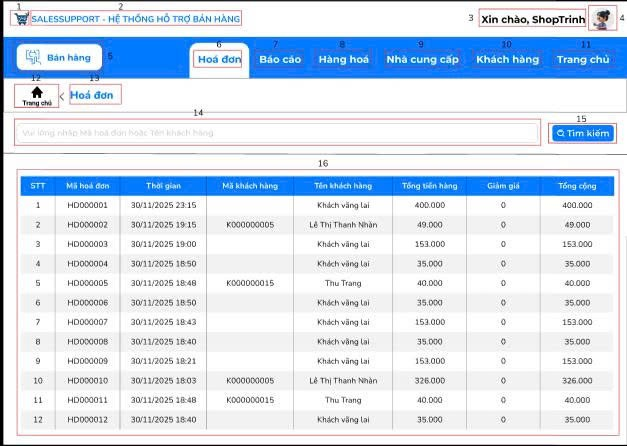 1 2 3 4
SALESSUPPORT - HỆ THỐNG HỖ TRỢ BÁN HÀNG Xin chào, ShopTrinh
5 6 7 8 9 10 11
Bán hàng Hoá đơn Báo cáo Hàng hoá Nhà cung cấp Khách hàng Trang chủ
12 13
Trang chủ < Hoá đơn
14 15
Vui lòng nhập Mã hoá đơn hoặc Tên khách hàng Tìm kiếm
16
STT Mã hoá đơn Thời gian Mã khách hàng Tên khách hàng Tổng tiền hàng Giảm giá Tổng cộng
1 HD000001 30/11/2025 23:15 Khách vãng lai 400.000 0 400.000
2 HD000002 30/11/2025 19:15 K000000005 Lê Thị Thanh Nhàn 49.000 0 49.000
3 HD000003 30/11/2025 19:00 Khách vãng lai 153.000 0 153.000
4 HD000004 30/11/2025 18:50 Khách vãng lai 35.000 0 35.000
5 HD000005 30/11/2025 18:48 K000000015 Thu Trang 40.000 0 40.000
6 HD000006 30/11/2025 18:50 Khách vãng lai 35.000 0 35.000
7 HD000007 30/11/2025 18:43 Khách vãng lai 153.000 0 153.000
8 HD000008 30/11/2025 18:40 Khách vãng lai 35.000 0 35.000
9 HD000009 30/11/2025 18:21 Khách vãng lai 153.000 0 153.000
10 HD000010 30/11/2025 18:03 K000000005 Lê Thị Thanh Nhàn 326.000 0 326.000
11 HD000011 30/11/2025 18:48 K000000015 Thu Trang 40.000 0 40.000
12 HD000012 30/11/2025 18:40 Khách vãng lai 35.000 0 35.000